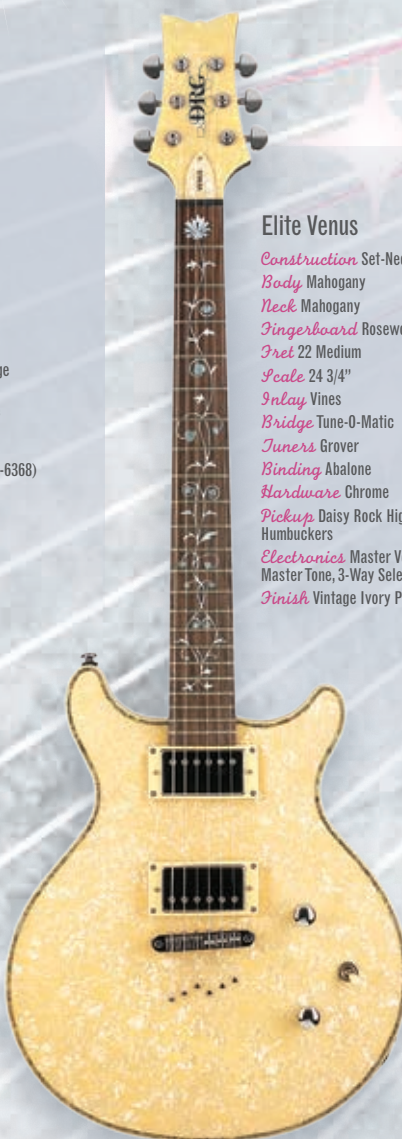 DRG
VENUS
Elite Venus
Construction Set-Nec
Body Mahogany
Neck Mahogany
Fingerboard Rosewo
Fret 22 Medium
ge
Scale 24 3/4”
Inlay Vines
Bridge Tune-O-Matic
Tuners Grover
-6368)
Binding Abalone
Hardware Chrome
Pickup Daisy Rock Hig
Humbuckers
Electronics Master V
Master Tone, 3-Way Sele
Finish Vintage Ivory P